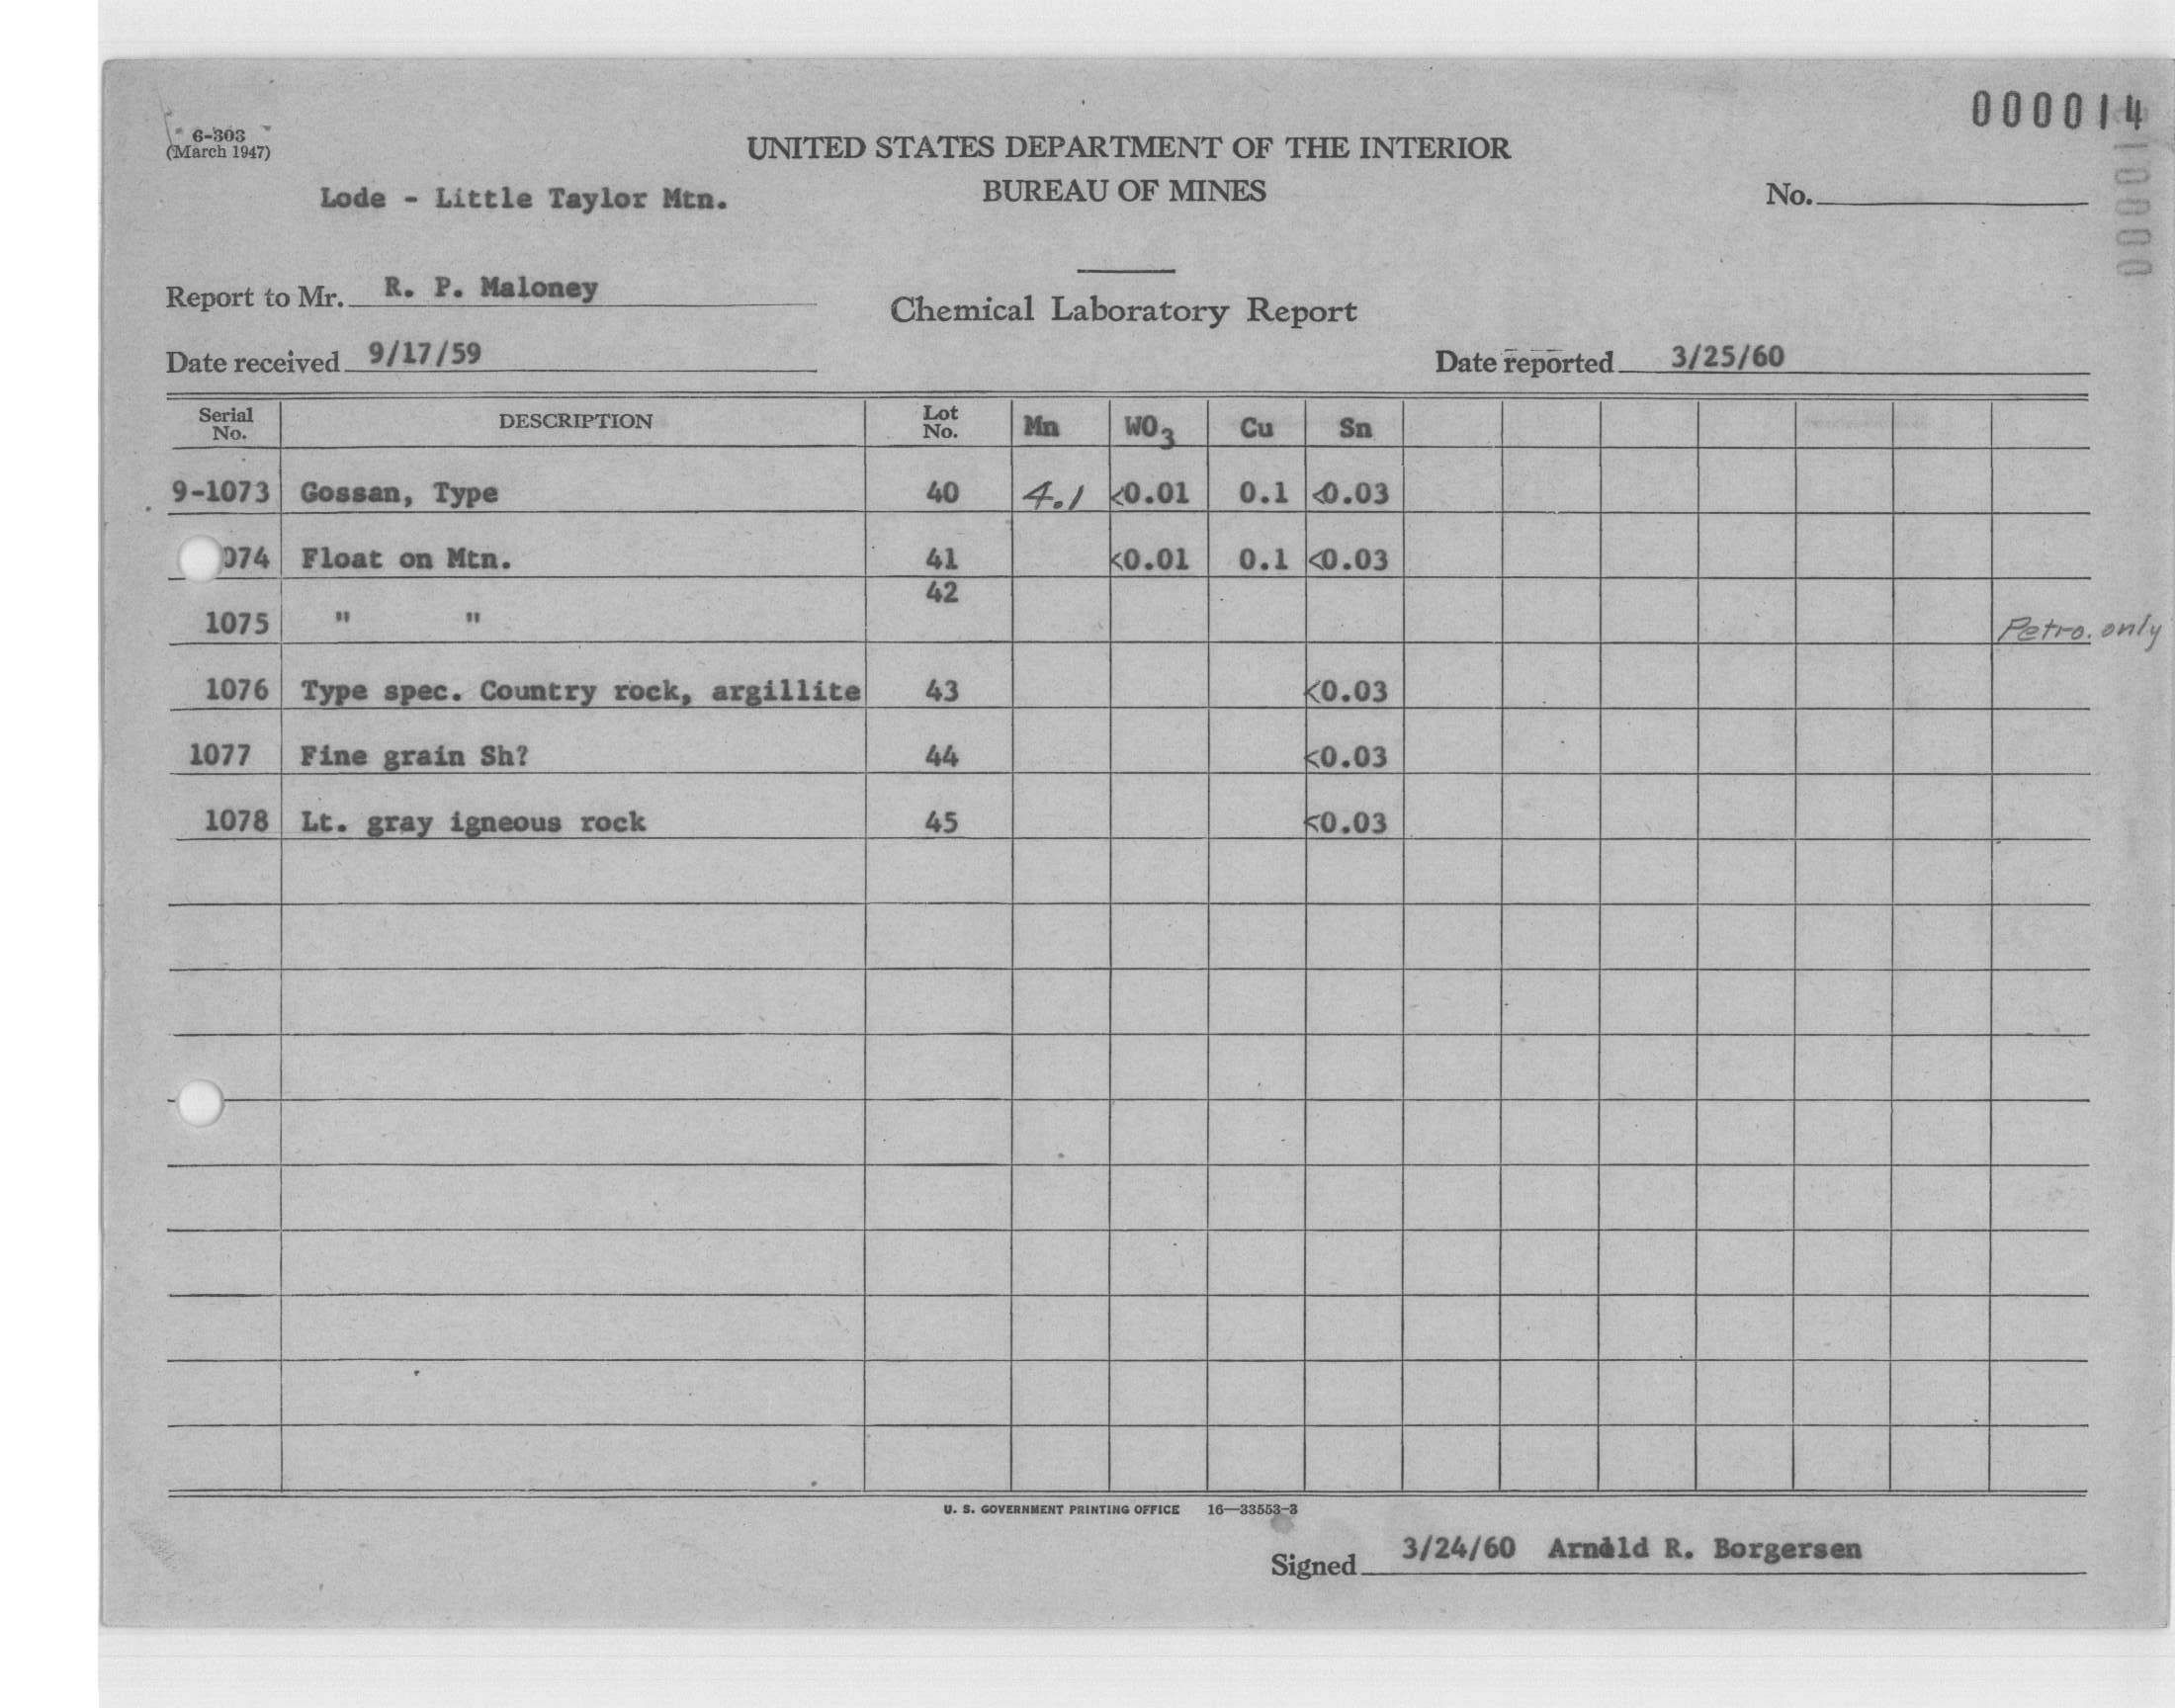 000014
6-303
(March 1947)
UNITED STATES DEPARTMENT OF THE INTERIOR
Lode - Little Taylor Mtn.
BUREAU OF MINES
No.
Report to Mr. R. P. Maloney
Chemical Laboratory Report
Date received 9/17/59
Date reported 3/25/60
Serial No. DESCRIPTION Lot No. Mn WO3 Cu Sn
9-1073 Gossan, Type 40 4.1 <0.01 0.1 <0.03
074 Float on Mtn. 41 <0.01 0.1 <0.03
42
1075 " " Petro. only
1076 Type spec. Country rock, argillite 43 <0.03
1077 Fine grain Sh? 44 <0.03
1078 Lt. gray igneous rock 45 <0.03
U. S. GOVERNMENT PRINTING OFFICE 16—33553-3
Signed 3/24/60 Arnold R. Borgersen